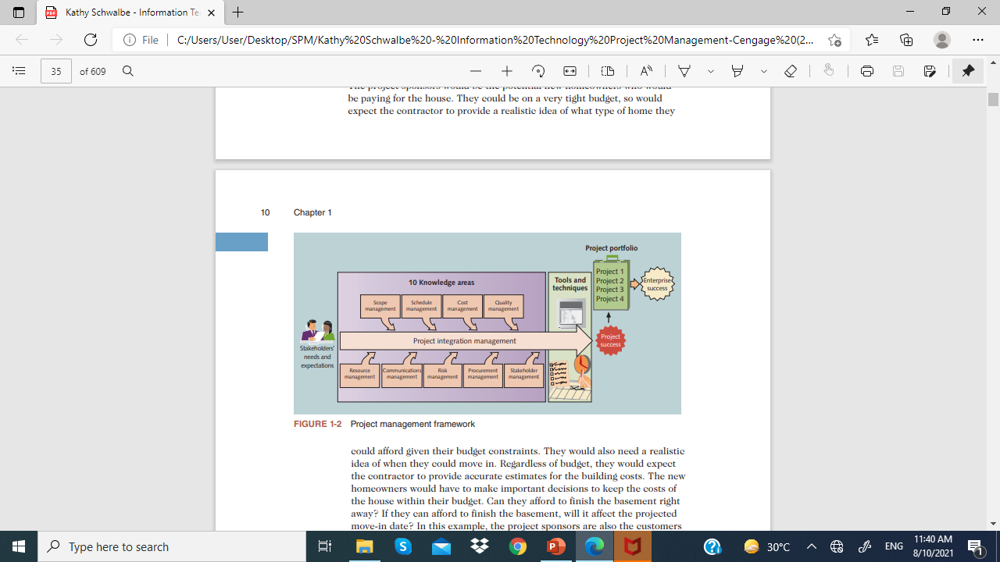 Kathy Schwalbe - Information Te
File
C:/Users/User/Desktop/SPM/Kathy%20Schwalbe%20-%20Information%20Technology%20Project%20Management-Cengage%20(2...
35
of 609
The project sponsors would be the potential new homeowners who would
be paying for the house. They could be on a very tight budget, so would
expect the contractor to provide a realistic idea of what type of home they
10 Chapter 1
Project portfolio
10 Knowledge areas
Scope
management
Schedule
management
Cost
management
Quality
management
Tools and
techniques
Project 1
Project 2
Project 3
Project 4
Enterprise
success
Stakeholders'
needs and
expectations
Project integration management
Project
success
Resource
management
Communications
management
Risk
management
Procurement
management
Stakeholder
management
FIGURE 1-2 Project management framework
could afford given their budget constraints. They would also need a realistic
idea of when they could move in. Regardless of budget, they would expect
the contractor to provide accurate estimates for the building costs. The new
homeowners would have to make important decisions to keep the costs of
the house within their budget. Can they afford to finish the basement right
away? If they can afford to finish the basement, will it affect the projected
move-in date? In this example, the project sponsors are also the customers
Type here to search
30°C
ENG
11:40 AM
8/10/2021
1